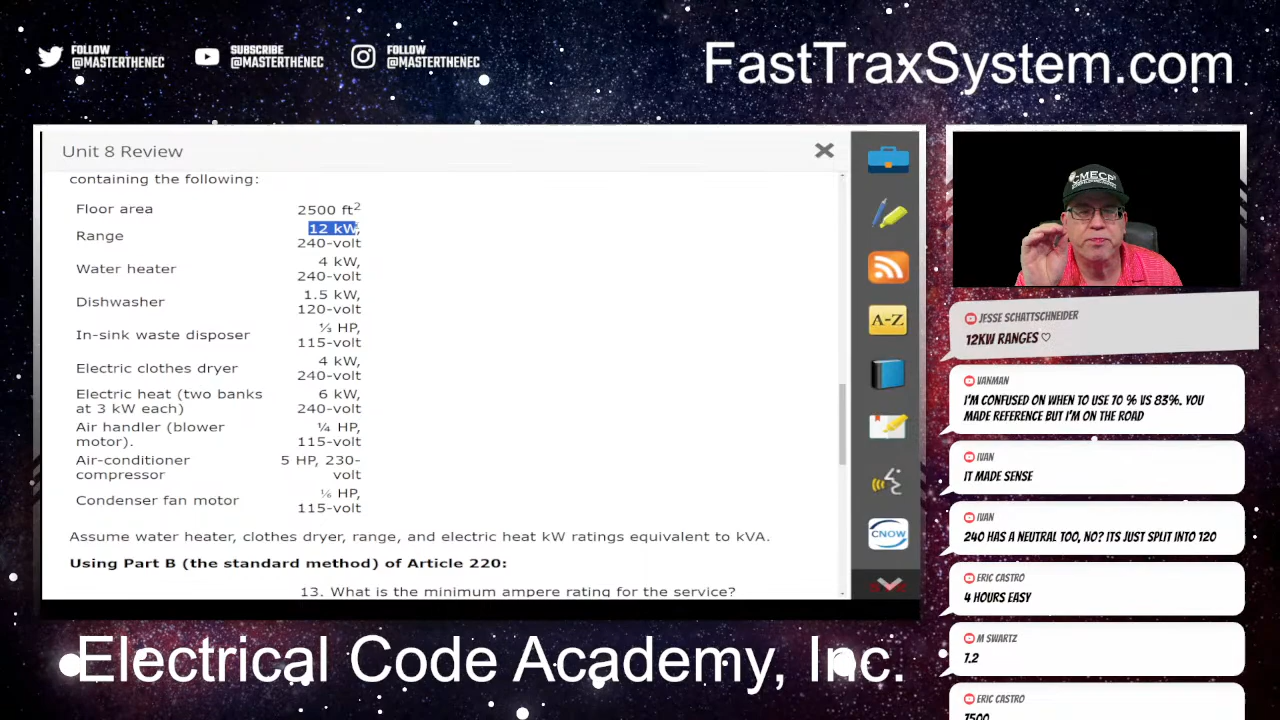 FOLLOW
@MASTERTHENEC
SUBSCRIBE
@MASTERTHENEC
FOLLOW
@MASTERTHENEC
FastTraxSystem.com
Unit 8 Review
containing the following:
Floor area 2500 ft2
Range 12 kW,
240-volt
Water heater 4 kW,
240-volt
Dishwasher 1.5 kW,
120-volt
In-sink waste disposer ⅓ HP,
115-volt
Electric clothes dryer 4 kW,
240-volt
Electric heat (two banks 6 kW,
at 3 kW each) 240-volt
Air handler (blower ¼ HP,
motor). 115-volt
Air-conditioner 5 HP, 230-
compressor volt
Condenser fan motor ⅙ HP,
115-volt
Assume water heater, clothes dryer, range, and electric heat kW ratings equivalent to kVA.
Using Part B (the standard method) of Article 220:
13. What is the minimum ampere rating for the service?
A-Z
CNOW
CMECP
JESSE SCHATTSCHNEIDER
12KW RANGES ♡
VANMAN
I'M CONFUSED ON WHEN TO USE 70 % VS 83%. YOU
MADE REFERENCE BUT I'M ON THE ROAD
IVAN
IT MADE SENSE
IVAN
240 HAS A NEUTRAL TOO, NO? ITS JUST SPLIT INTO 120
ERIC CASTRO
4 HOURS EASY
M SWARTZ
7.2
ERIC CASTRO
7500
Electrical Code Academy, Inc.